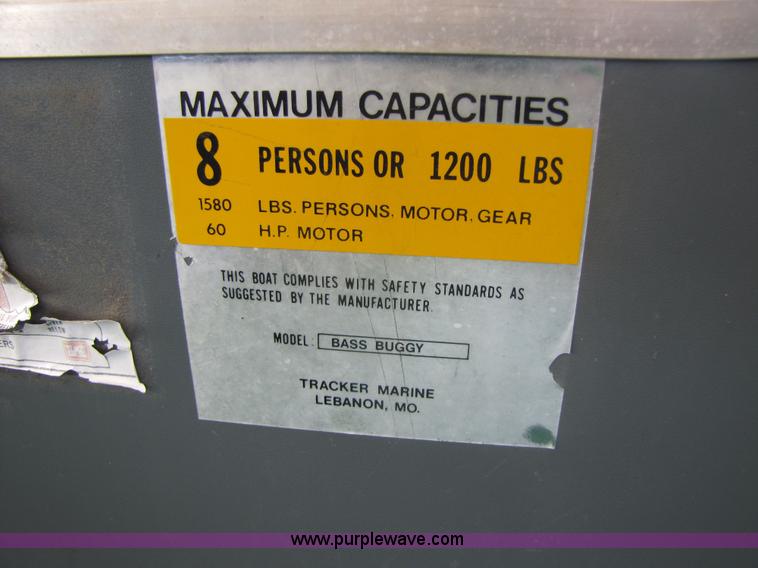 MAXIMUM CAPACITIES
8 PERSONS OR 1200 LBS
1580 LBS. PERSONS, MOTOR, GEAR
60 H.P. MOTOR
THIS BOAT COMPLIES WITH SAFETY STANDARDS AS
SUGGESTED BY THE MANUFACTURER.
MODEL: BASS BUGGY
TRACKER MARINE
LEBANON, MO.
www.purplewave.com